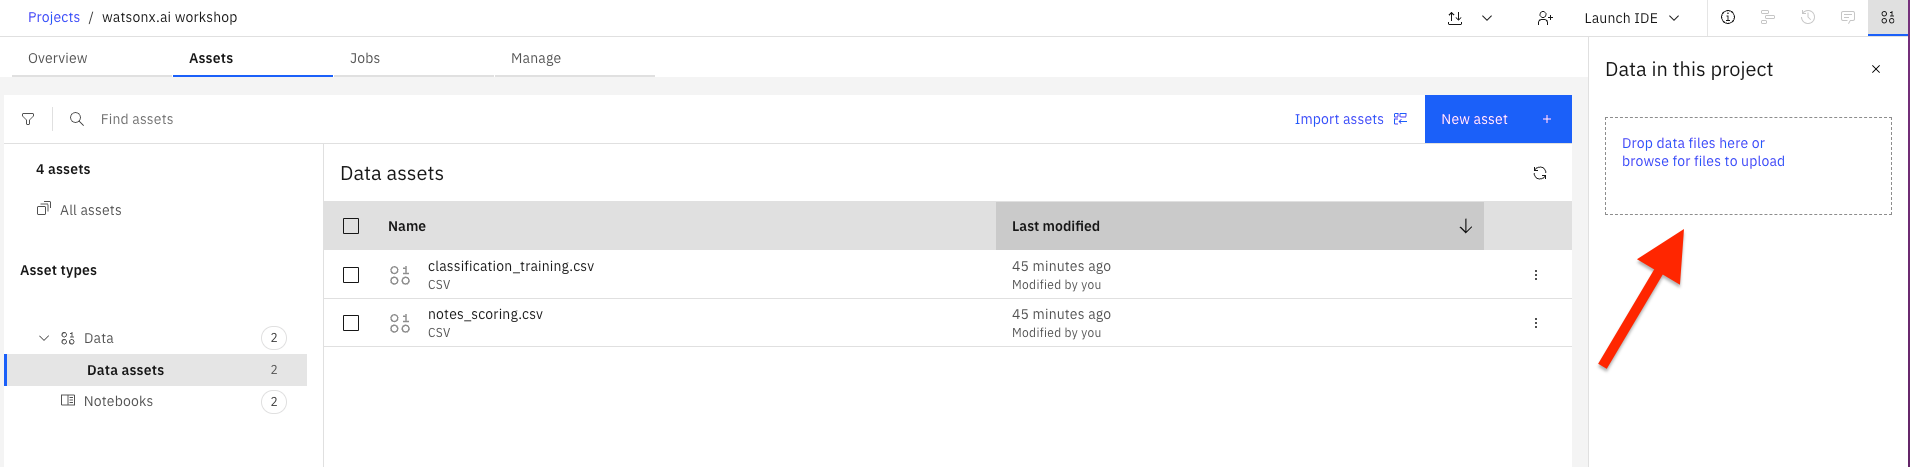 Projects / watsonx.ai workshop
Launch IDE
Overview
Assets
Jobs
Manage
Data in this project
Find assets
Import assets
New asset +
Drop data files here or
browse for files to upload
4 assets
All assets
Asset types
Data 2
Data assets 2
Notebooks 2
Data assets
Name
Last modified
classification_training.csv
CSV
45 minutes ago
Modified by you
notes_scoring.csv
CSV
45 minutes ago
Modified by you